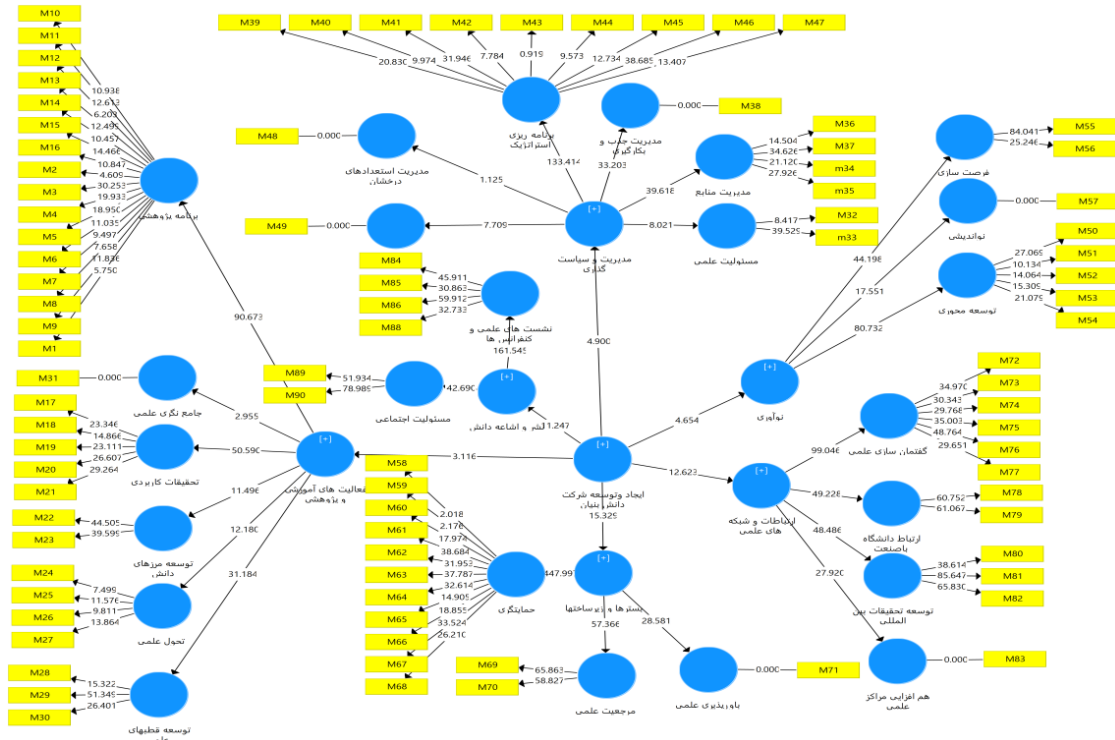 M10
M11
M12
M13
M14
M15
M16
M2
M3
M4
M5
M6
M7
M8
M9
M1
10.938
12.613
6.203
12.499
10.457
14.466
10.847
4.609
30.253
19.933
18.950
11.035
9.497
7.658
11.836
5.750
برنامه پژوهشی
90.673
M39
M40
M41
M42
M43
M44
M45
M46
M47
20.830
9.974
31.946
7.784
0.919
9.573
12.734
38.685
13.407
برنامه ریزی
استراتژیک
133.414
M38
0.000
مدیریت جذب و
بکارگیری
33.203
M48
0.000
مدیریت استعدادهای
درخشان
1.125
M36
M37
m34
m35
14.504
34.626
21.120
27.926
مدیریت منابع
39.618
M49
0.000
7.709
[+]
مدیریت و سیاست
گذاری
8.021
M32
m33
8.417
39.529
مسئولیت علمی
M55
M56
84.041
25.246
فرصت سازی
44.198
M57
0.000
نواندیشی
17.551
M50
M51
M52
M53
M54
27.069
10.134
14.064
15.309
21.079
توسعه محوری
80.732
[+]
نوآوری
4.654
M84
M85
M86
M88
45.911
30.863
59.912
32.733
نشست های علمی و
کنفرانس ها
161.545
M89
M90
51.934
78.989
مسئولیت اجتماعی
42.690
[+]
نشر و اشاعه دانش
11.247
4.900
[+]
ایجاد وتوسعه شرکت
دانش بنیان
3.116
12.623
15.329
M31
0.000
جامع نگری علمی
2.955
M17
M18
M19
M20
M21
23.346
14.866
23.111
26.607
29.264
تحقیقات کاربردی
50.590
[+]
فعالیت های آموزشی
و پژوهشی
M22
M23
44.505
39.599
توسعه مرزهای
دانش
11.496
M24
M25
M26
M27
7.499
11.576
9.811
13.864
تحول علمی
12.180
M28
M29
M30
15.322
51.349
26.401
توسعه قطبهای
31.184
M58
M59
M60
M61
M62
M63
M64
M65
M66
M67
M68
2.018
2.176
17.974
38.684
31.953
37.787
32.614
14.905
18.855
33.524
26.210
حمایتگری
447.997
[+]
بسترها و زیرساختها
57.366
28.581
M69
M70
65.863
58.827
مرجعیت علمی
M71
0.000
باورپذیری علمی
[+]
ارتباطات و شبکه
های علمی
M72
M73
M74
M75
M76
M77
34.970
30.343
29.768
35.003
48.764
29.651
گفتمان سازی علمی
99.046
M78
M79
60.752
61.067
ارتباط دانشگاه
باصنعت
49.228
M80
M81
M82
38.614
85.647
65.830
توسعه تحقیقات بین
المللی
48.486
M83
0.000
هم افزایی مراکز
علمی
27.920